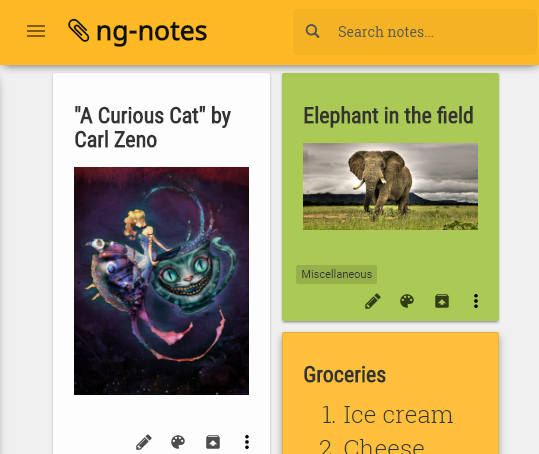 ng-notes
Search notes...
"A Curious Cat" by
Carl Zeno
Elephant in the field
Miscellaneous
Groceries
1. Ice cream
2. Cheese